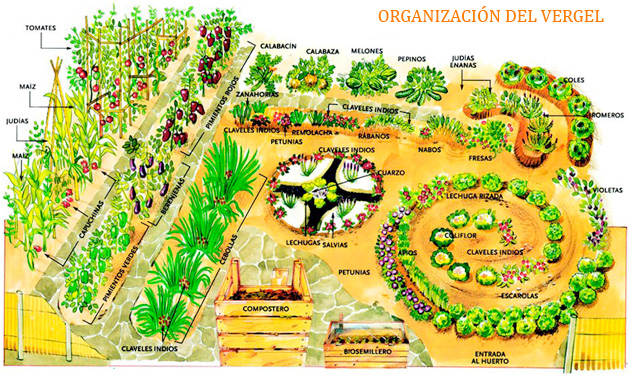 ORGANIZACIÓN DEL VERGEL
TOMATES
MAÍZ
JUDÍAS
MAÍZ
CAPUCHINAS
PIMIENTOS VERDES
BERENJENAS
PIMIENTOS ROJOS
CEBOLLAS
CLAVELES INDIOS
CALABACÍN
CALABAZA
MELONES
PEPINOS
JUDÍAS
ENANAS
COLES
ROMEROS
ZANAHORIAS
CLAVELES INDIOS
CLAVELES INDIOS
PETUNIAS
REMOLACHA
RÁBANOS
NABOS
FRESAS
CLAVELES INDIOS
CUARZO
LECHUGAS
SALVIAS
PETUNIAS
VIOLETAS
LECHUGA RIZADA
COLIFLOR
CLAVELES INDIOS
APIOS
ESCAROLAS
COMPOSTERO
BIOSEMILLERO
ENTRADA
AL HUERTO